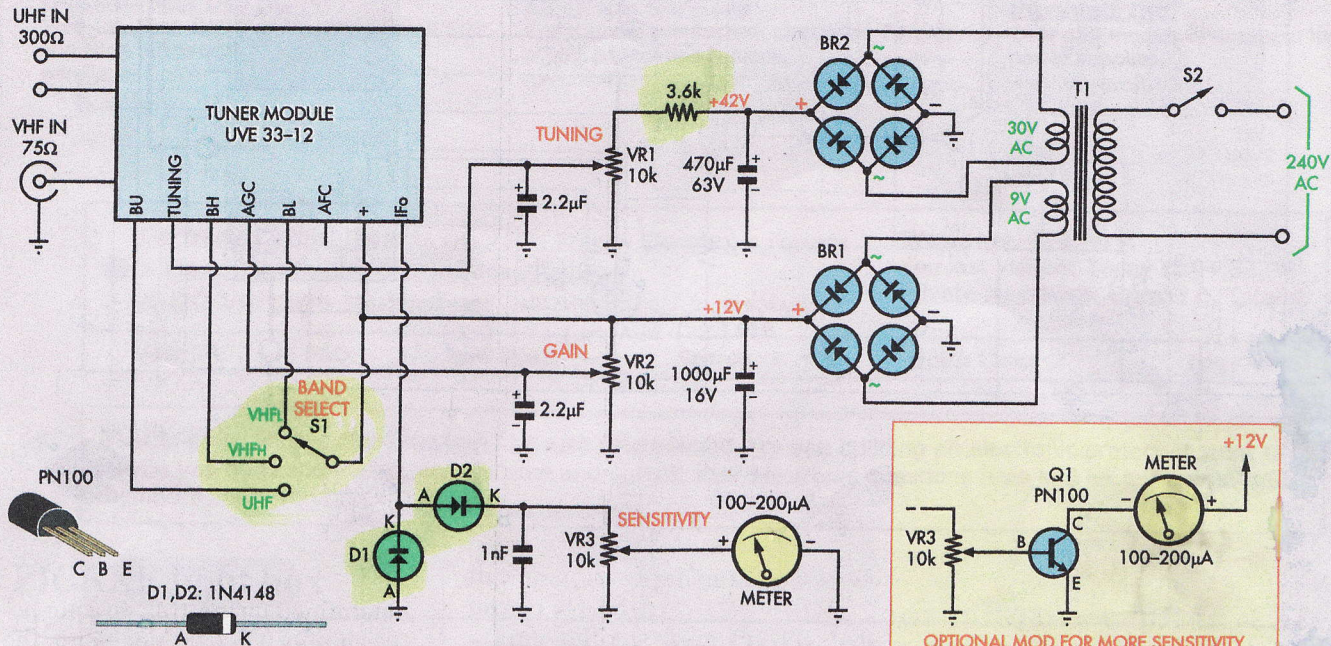 UHF IN
300Ω
VHF IN
75Ω
TUNER MODULE
UVE 33–12
BU
TUNING
BH
AGC
BL
AFC
+
IFo
TUNING
VR1
10k
3.6k
+42V
+
2.2µF
–
470µF
63V
+
–
BR2
~
+
–
~
30V
AC
9V
AC
T1
S2
240V
AC
BR1
~
+
–
~
+12V
GAIN
VR2
10k
+
2.2µF
–
1000µF
16V
+
–
BAND
SELECT
S1
VHFL
VHFH
UHF
D2
A
K
K
D1
A
1nF
SENSITIVITY
VR3
10k
100–200µA
+
–
METER
PN100
C B E
D1,D2: 1N4148
A K
+12V
METER
Q1
PN100
–
+
C
B
E
VR3
10k
100–200µA
OPTIONAL MOD FOR MORE SENSITIVITY